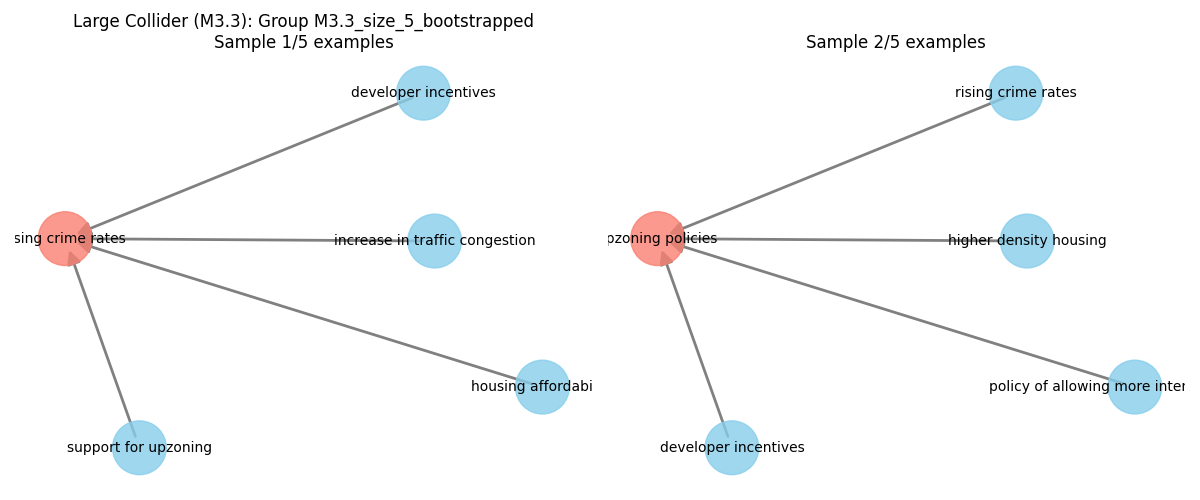 Large Collider (M3.3): Group M3.3_size_5_bootstrapped
Sample 1/5 examples
developer incentives
sing crime rates
increase in traffic congestion
housing affordabi
support for upzoning
Sample 2/5 examples
rising crime rates
pzoning policies
higher density housing
policy of allowing more inter
developer incentives